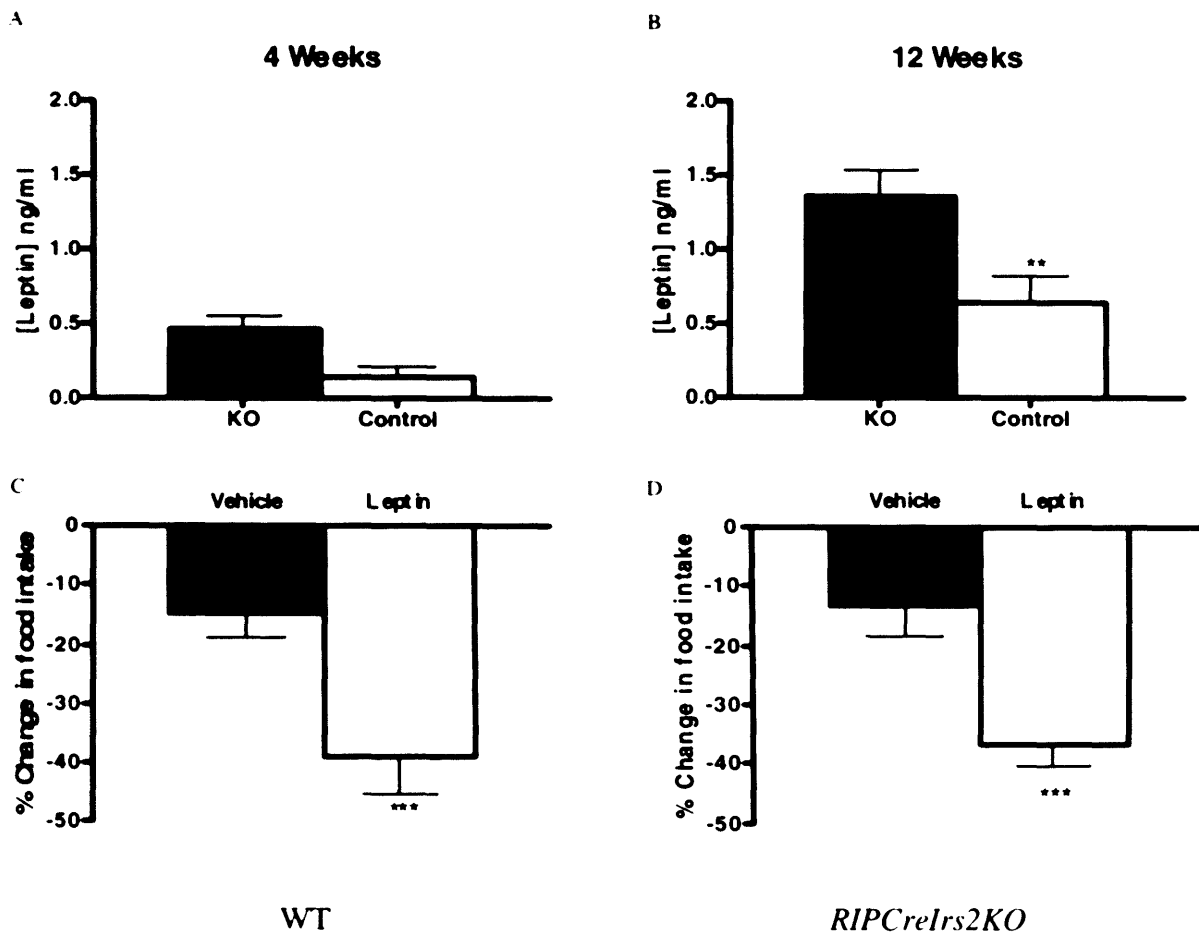 A
4 Weeks
[Leptin] ng/ml
2.0
1.5
1.0
0.5
0.0
KO Control
B
12 Weeks
[Leptin] ng/ml
2.0
1.5
1.0
0.5
0.0
**
KO Control
C
Vehicle Leptin
% Change in food intake
0
-10
-20
-30
-40
-50
***
WT
D
Vehicle Leptin
% Change in food intake
0
-10
-20
-30
-40
-50
***
RIPCreIrs2KO